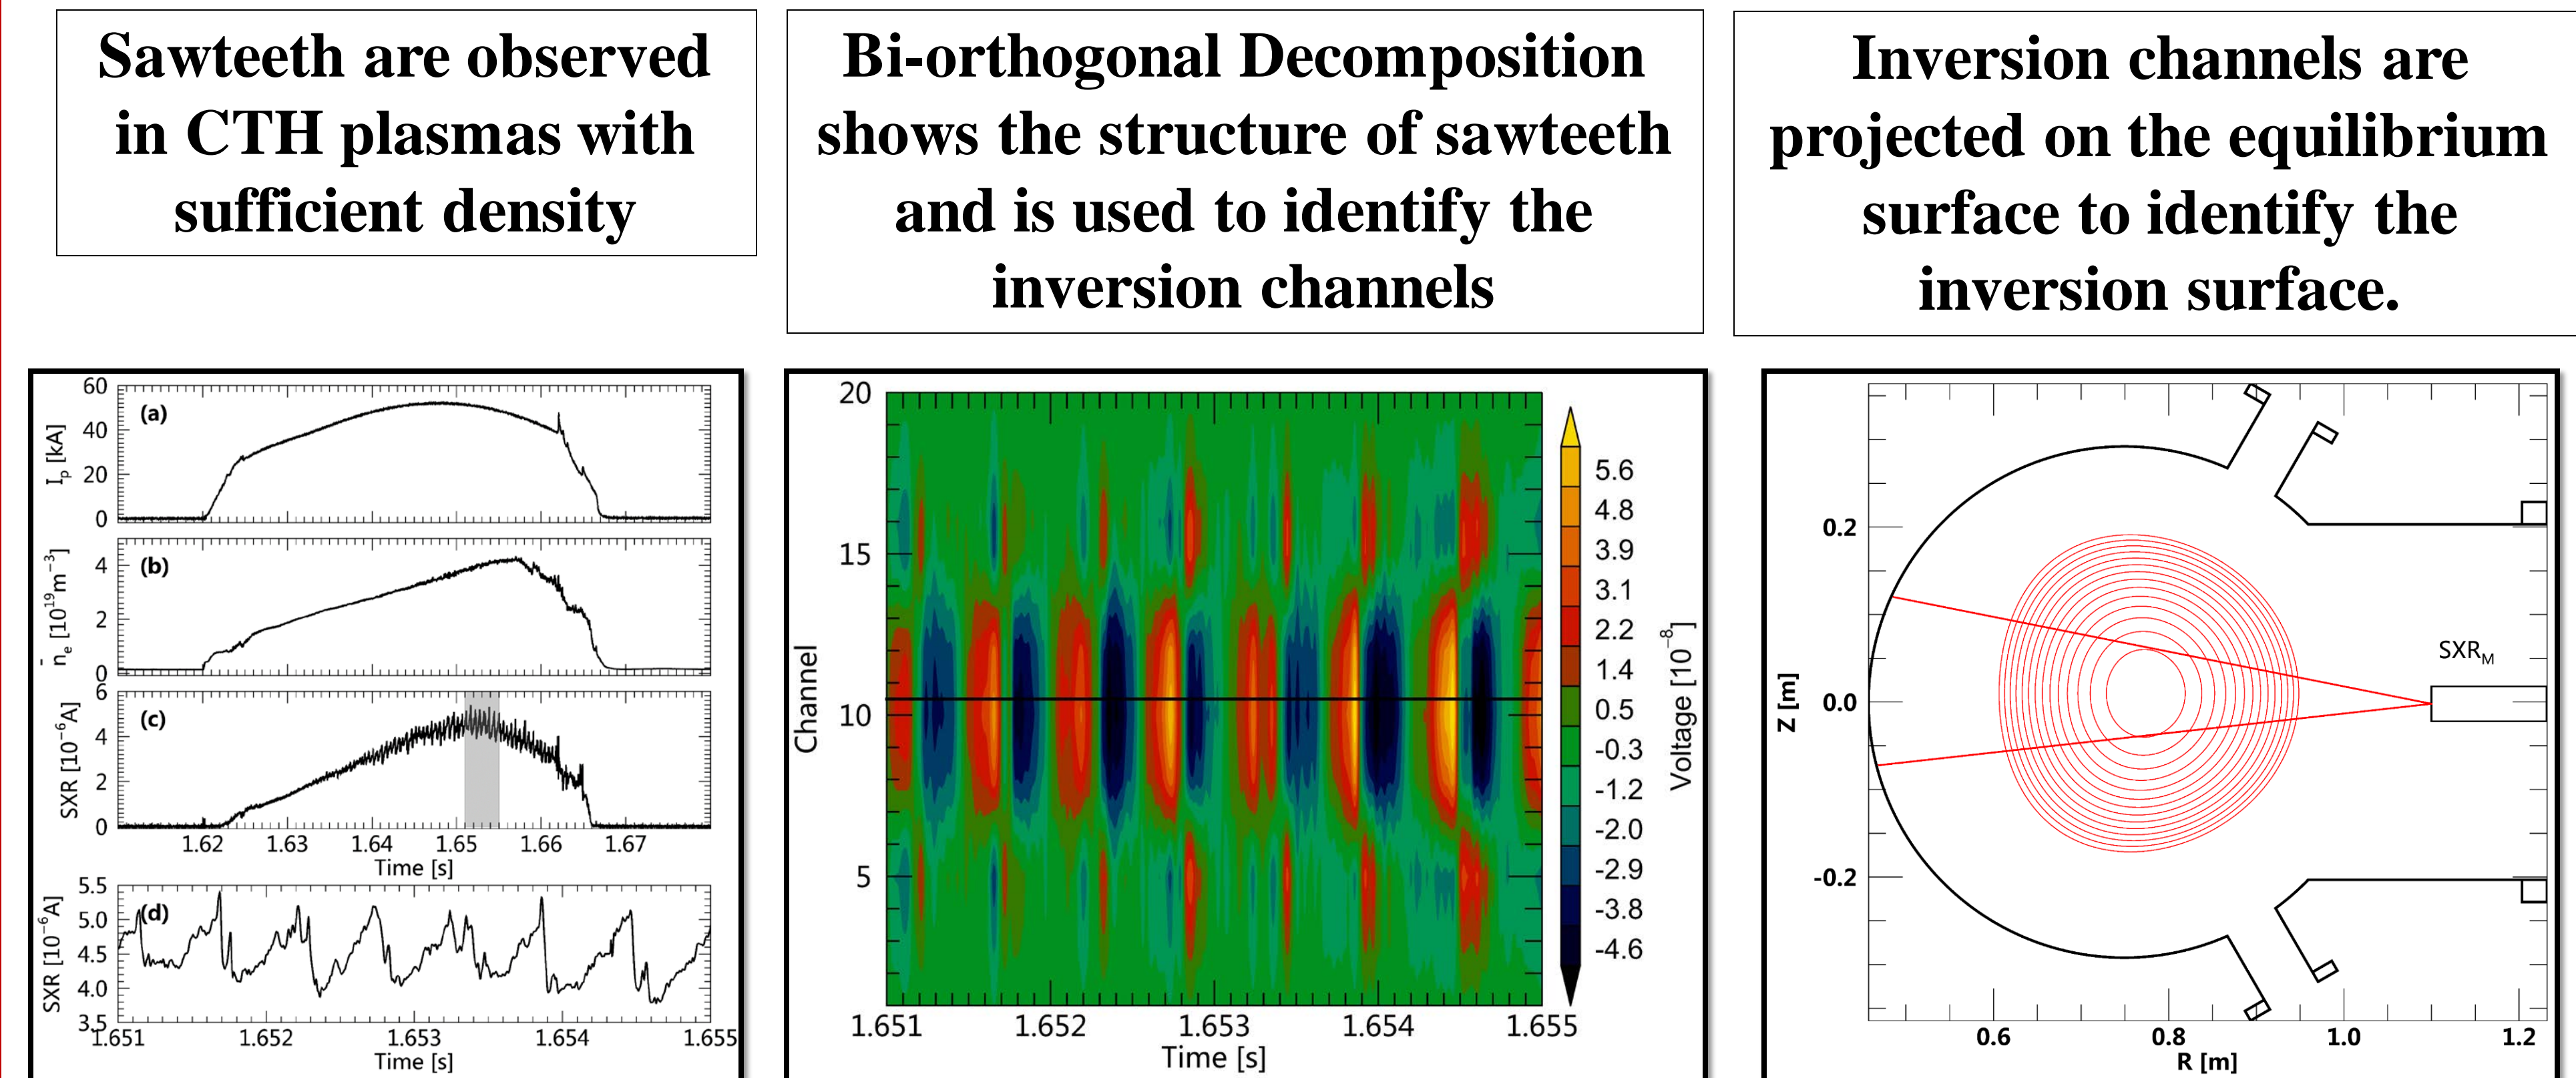 Sawteeth are observed
in CTH plasmas with
sufficient density
Bi-orthogonal Decomposition
shows the structure of sawteeth
and is used to identify the
inversion channels
Inversion channels are
projected on the equilibrium
surface to identify the
inversion surface.
60
40
20
0
Iₚ [kA]
(a)
4
2
0
n̄ₑ [10¹⁹m⁻³]
(b)
6
4
2
0
SXR [10⁻⁶A]
(c)
1.62 1.63 1.64 1.65 1.66 1.67
Time [s]
5.5
5.0
4.5
4.0
3.5
SXR [10⁻⁶A]
(d)
1.651 1.652 1.653 1.654 1.655
Time [s]
20
15
10
5
Channel
1.651 1.652 1.653 1.654 1.655
Time [s]
5.6
4.8
3.9
3.1
2.2
1.4
0.5
-0.3
-1.2
-2.0
-2.9
-3.8
-4.6
Voltage [10⁻⁸]
0.2
0.0
-0.2
Z [m]
SXR_M
0.6 0.8 1.0 1.2
R [m]